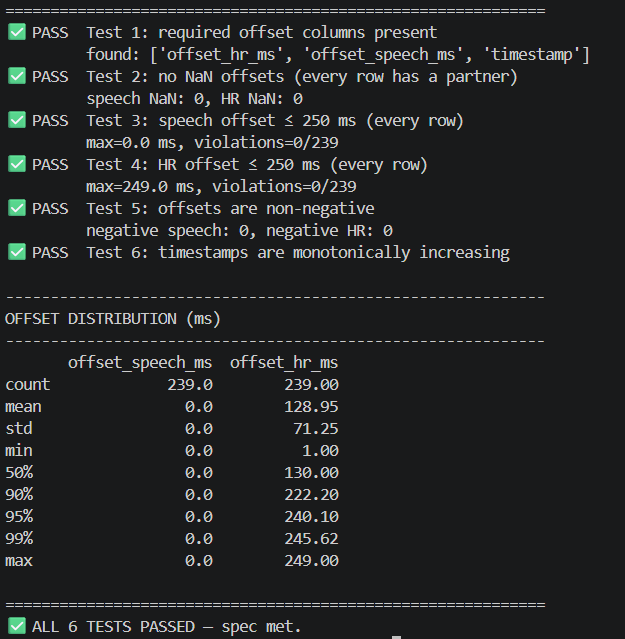 ============================================================
✅ PASS  Test 1: required offset columns present
         found: ['offset_hr_ms', 'offset_speech_ms', 'timestamp']
✅ PASS  Test 2: no NaN offsets (every row has a partner)
         speech NaN: 0, HR NaN: 0
✅ PASS  Test 3: speech offset ≤ 250 ms (every row)
         max=0.0 ms, violations=0/239
✅ PASS  Test 4: HR offset ≤ 250 ms (every row)
         max=249.0 ms, violations=0/239
✅ PASS  Test 5: offsets are non-negative
         negative speech: 0, negative HR: 0
✅ PASS  Test 6: timestamps are monotonically increasing
------------------------------------------------------------
OFFSET DISTRIBUTION (ms)
------------------------------------------------------------
       offset_speech_ms  offset_hr_ms
count             239.0        239.00
mean                0.0        128.95
std                 0.0         71.25
min                 0.0          1.00
50%                 0.0        130.00
90%                 0.0        222.20
95%                 0.0        240.10
99%                 0.0        245.62
max                 0.0        249.00
============================================================
✅ ALL 6 TESTS PASSED — spec met.